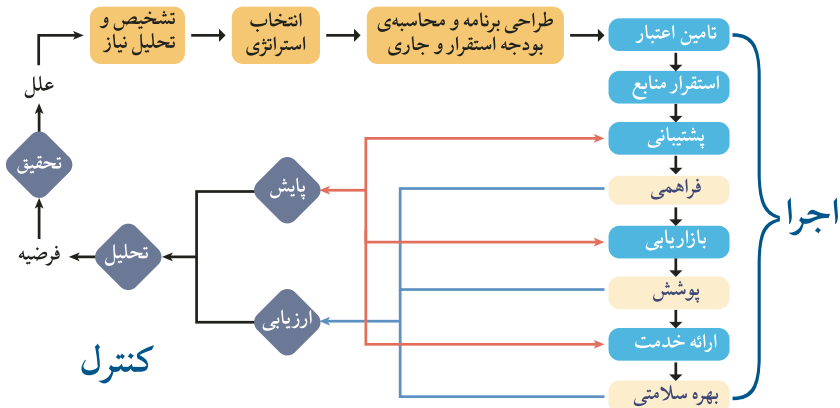 تشخیص و
تحلیل نیاز
انتخاب
استراتژی
طراحی برنامه و محاسبه‌ی
بودجه استقرار و جاری
تامین اعتبار
استقرار منابع
پشتیبانی
فراهمی
بازاریابی
پوشش
ارائه خدمت
بهره سلامتی
اجرا
پایش
ارزیابی
تحلیل
فرضیه
تحقیق
علل
کنترل